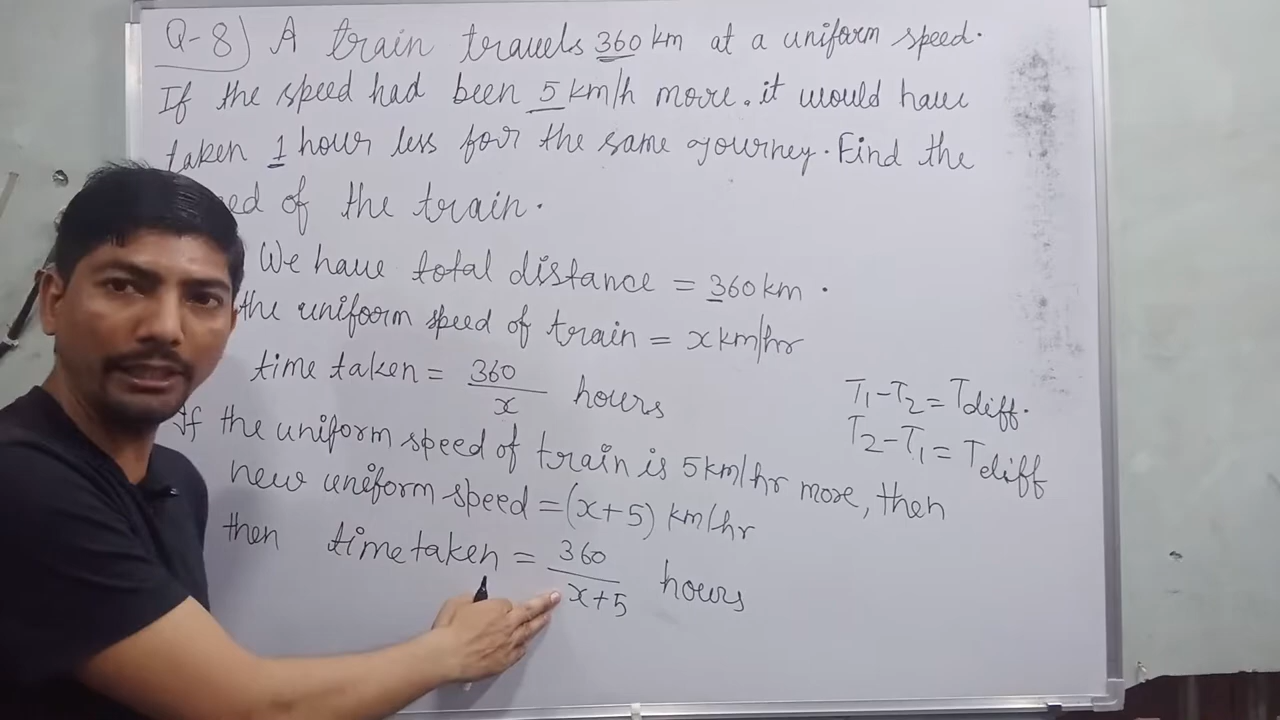 Q-8) A train travels 360 km at a uniform speed.
If the speed had been 5 km/h more. it would have
taken 1 hour less for the same journey. Find the
ed of the train.
We have total distance = 360 km.
the uniform speed of train = x km/hr
time taken = 360/x hours
T₁-T₂ = Tdiff.
T₂-T₁ = Tdiff
If the uniform speed of train is 5 km/hr more, then
new uniform speed = (x+5) km/hr
then time taken = 360/x+5 hours